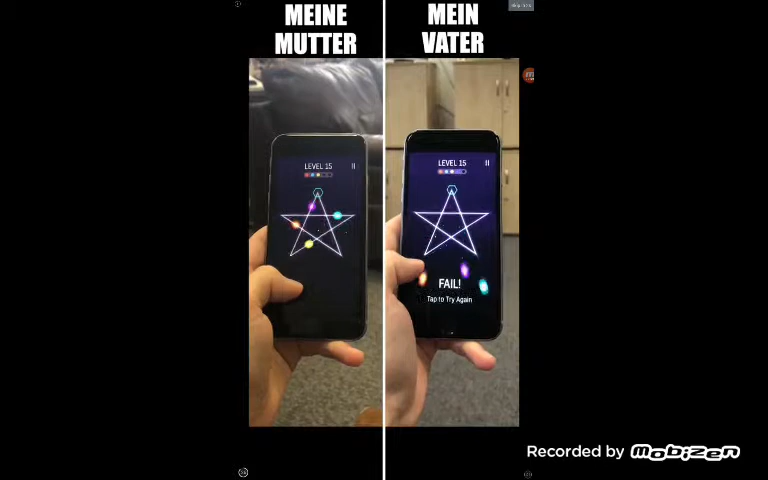 MEINE
MUTTER
MEIN
VATER
LEVEL 15
LEVEL 15
FAIL!
Tap to Try Again
Recorded by Mobizen